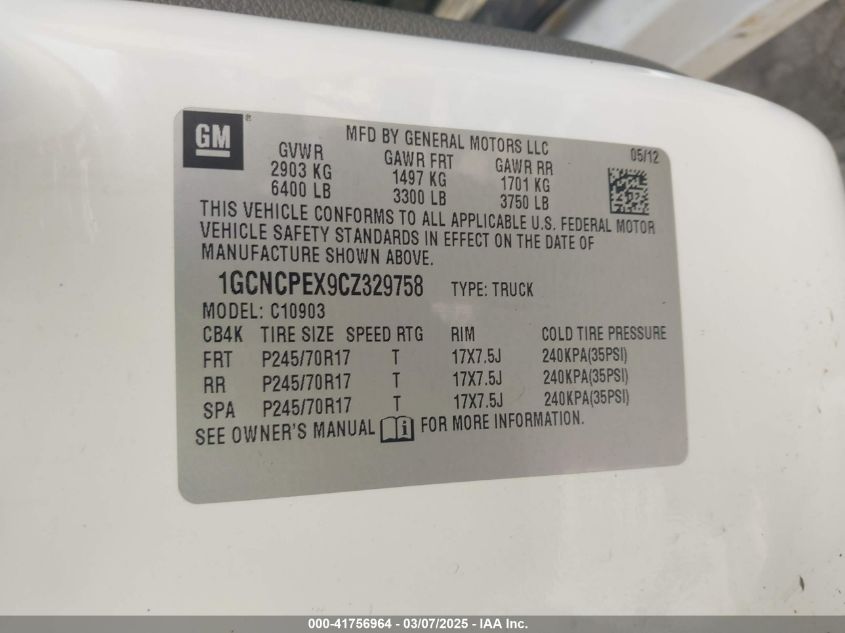 GM ® MFD BY GENERAL MOTORS LLC 05/12
GVWR GAWR FRT GAWR RR
2903 KG 1497 KG 1701 KG
6400 LB 3300 LB 3750 LB
THIS VEHICLE CONFORMS TO ALL APPLICABLE U.S. FEDERAL MOTOR
VEHICLE SAFETY STANDARDS IN EFFECT ON THE DATE OF
MANUFACTURE SHOWN ABOVE.
1GCNCPEX9CZ329758 TYPE: TRUCK
MODEL: C10903
CB4K TIRE SIZE SPEED RTG RIM COLD TIRE PRESSURE
FRT P245/70R17 T 17X7.5J 240KPA(35PSI)
RR P245/70R17 T 17X7.5J 240KPA(35PSI)
SPA P245/70R17 T 17X7.5J 240KPA(35PSI)
SEE OWNER'S MANUAL i FOR MORE INFORMATION.
000-41756964 - 03/07/2025 - IAA Inc.